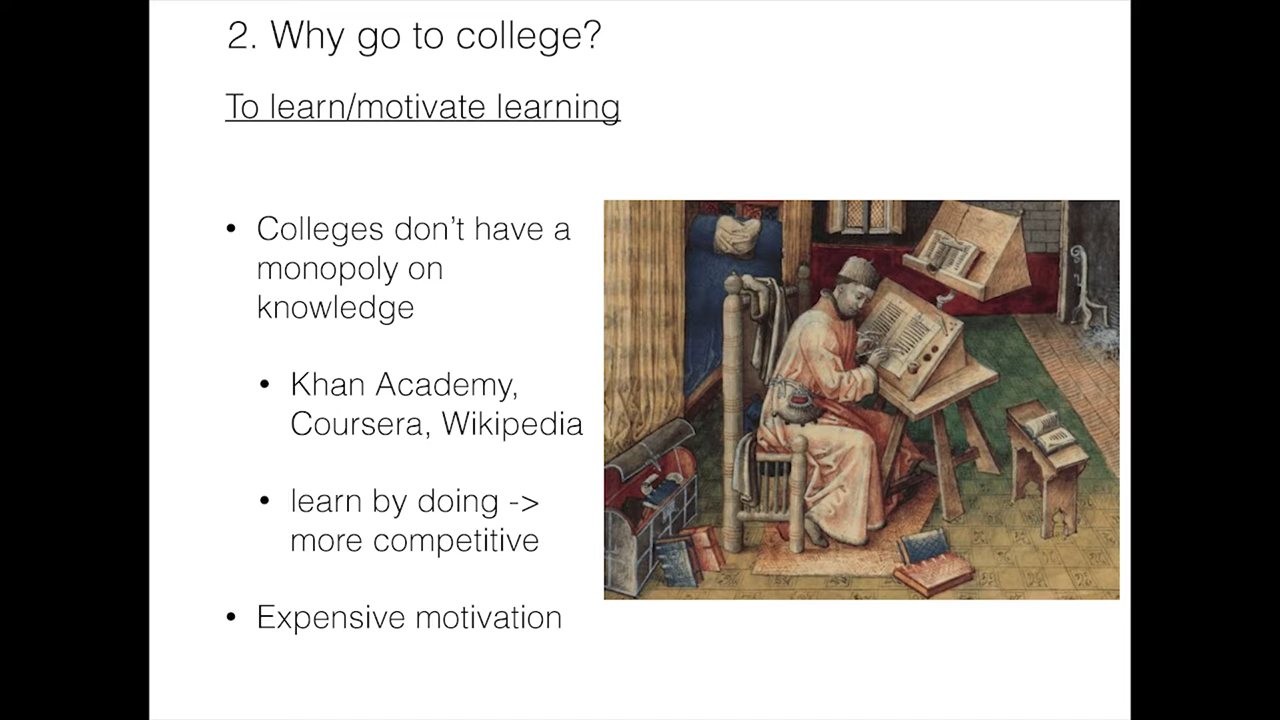 2. Why go to college?
To learn/motivate learning
• Colleges don't have a
monopoly on
knowledge
• Khan Academy,
Coursera, Wikipedia
• learn by doing ->
more competitive
• Expensive motivation